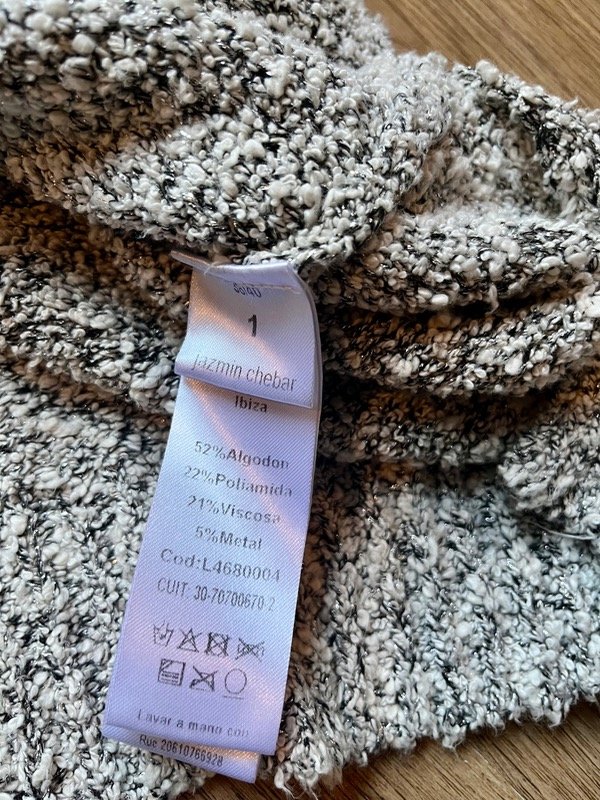 1
jazmin chebar
Ibiza
52%Algodon
22%Poliamida
21%Viscosa
5%Metal
Cod:L4680004
CUIT: 30-70700670-2
Lavar a mano con
Ruc 20610766928